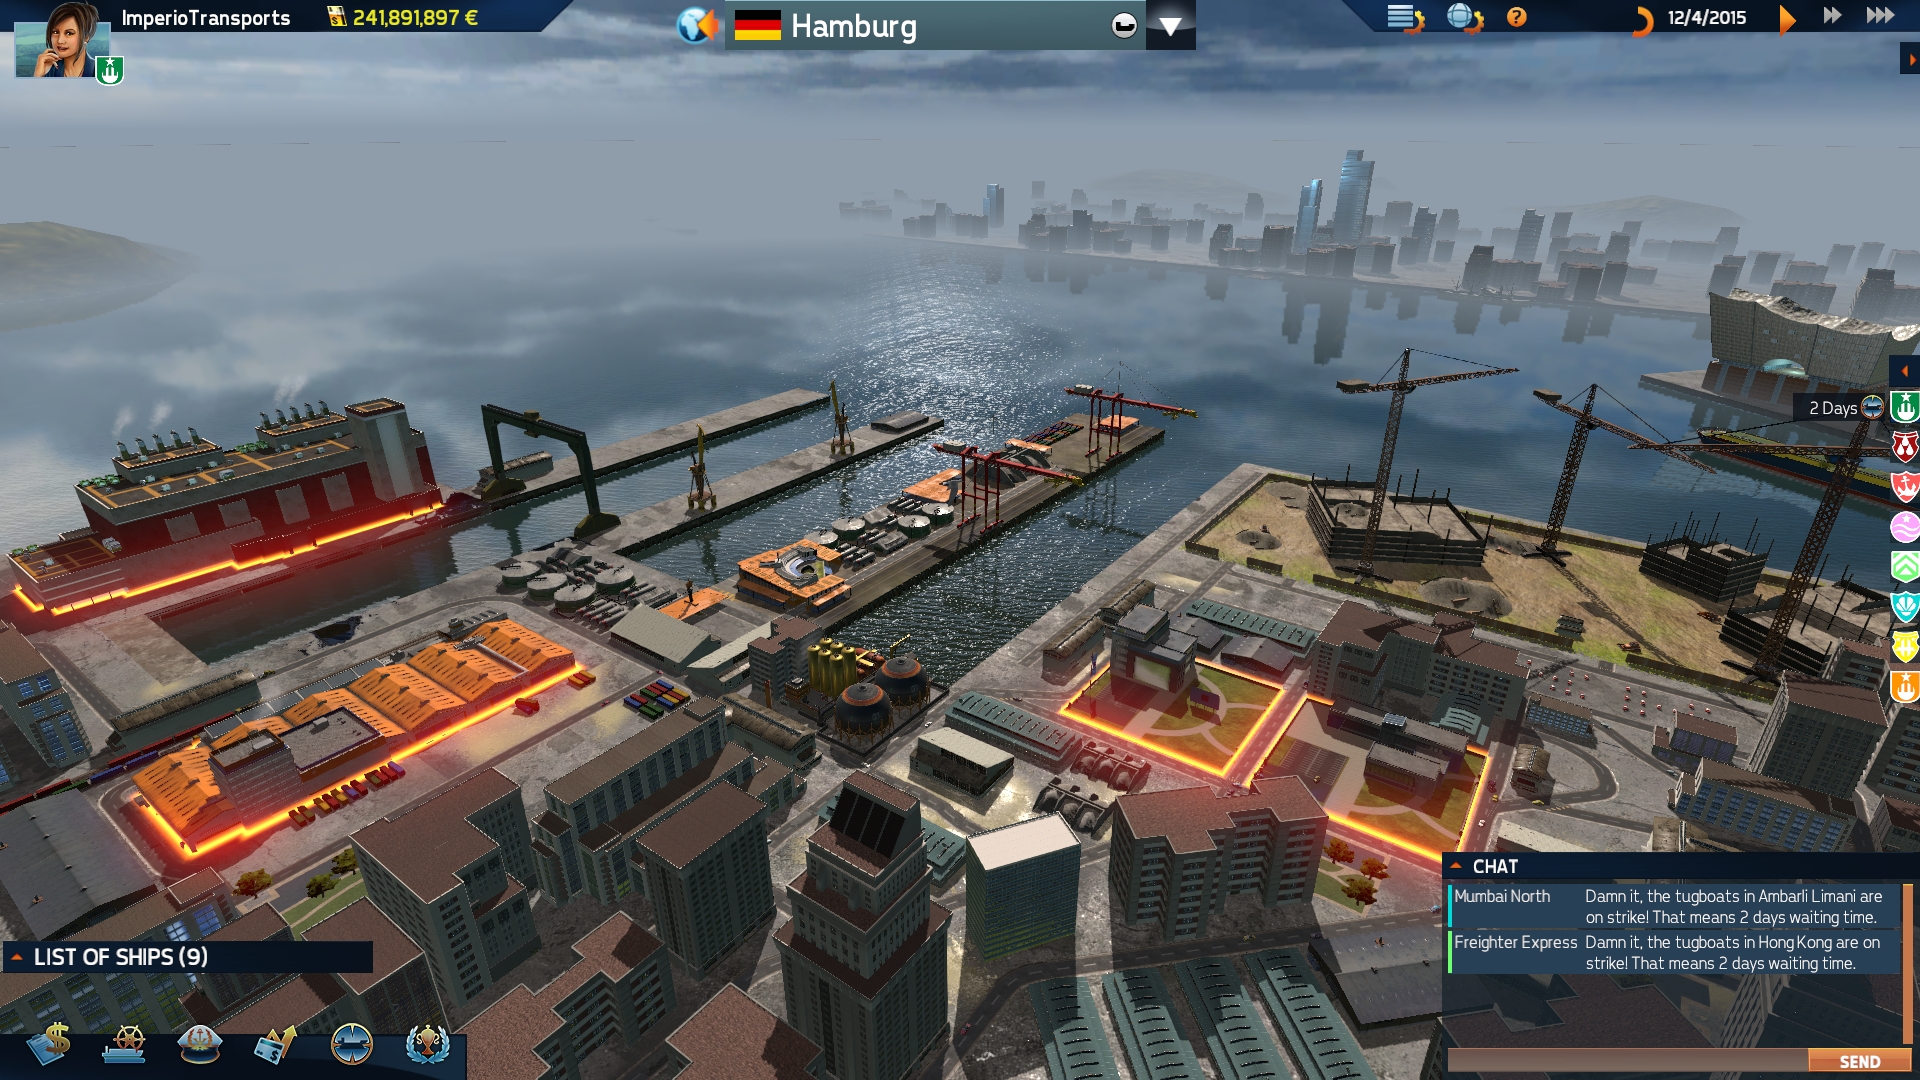 ImperioTransports
241,891,897 €
Hamburg
12/4/2015
2 Days
CHAT
Mumbai North
Damn it, the tugboats in Ambarli Limani are
on strike! That means 2 days waiting time.
Freighter Express
Damn it, the tugboats in Hong Kong are on
strike! That means 2 days waiting time.
LIST OF SHIPS (9)
SEND